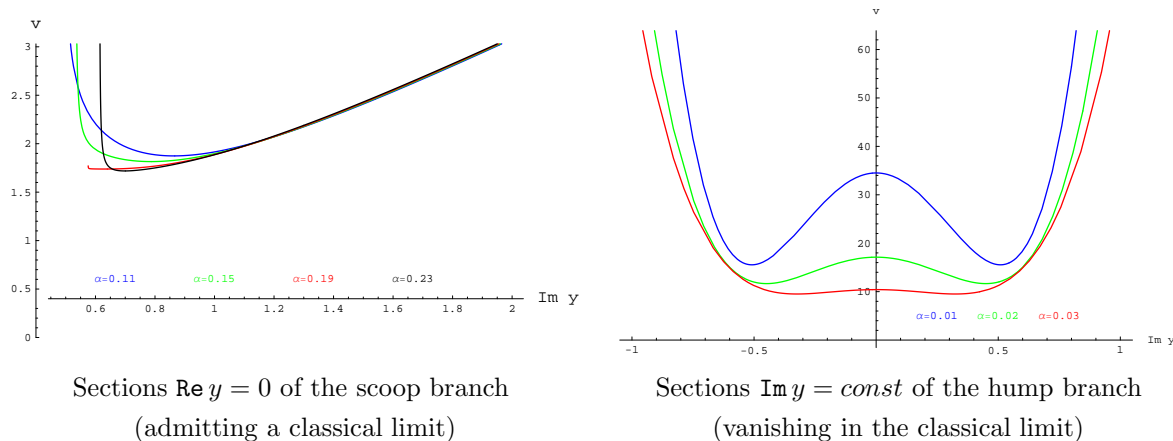 v
3
2.5
2
1.5
1
0.5
0
α=0.11 α=0.15 α=0.19 α=0.23
0.6 0.8 1 1.2 1.4 1.6 1.8 2
Im y
Sections Re y = 0 of the scoop branch
(admitting a classical limit)
v
60
50
40
30
20
10
α=0.01 α=0.02 α=0.03
-1 -0.5 0.5 1
Im y
Sections Im y = const of the hump branch
(vanishing in the classical limit)